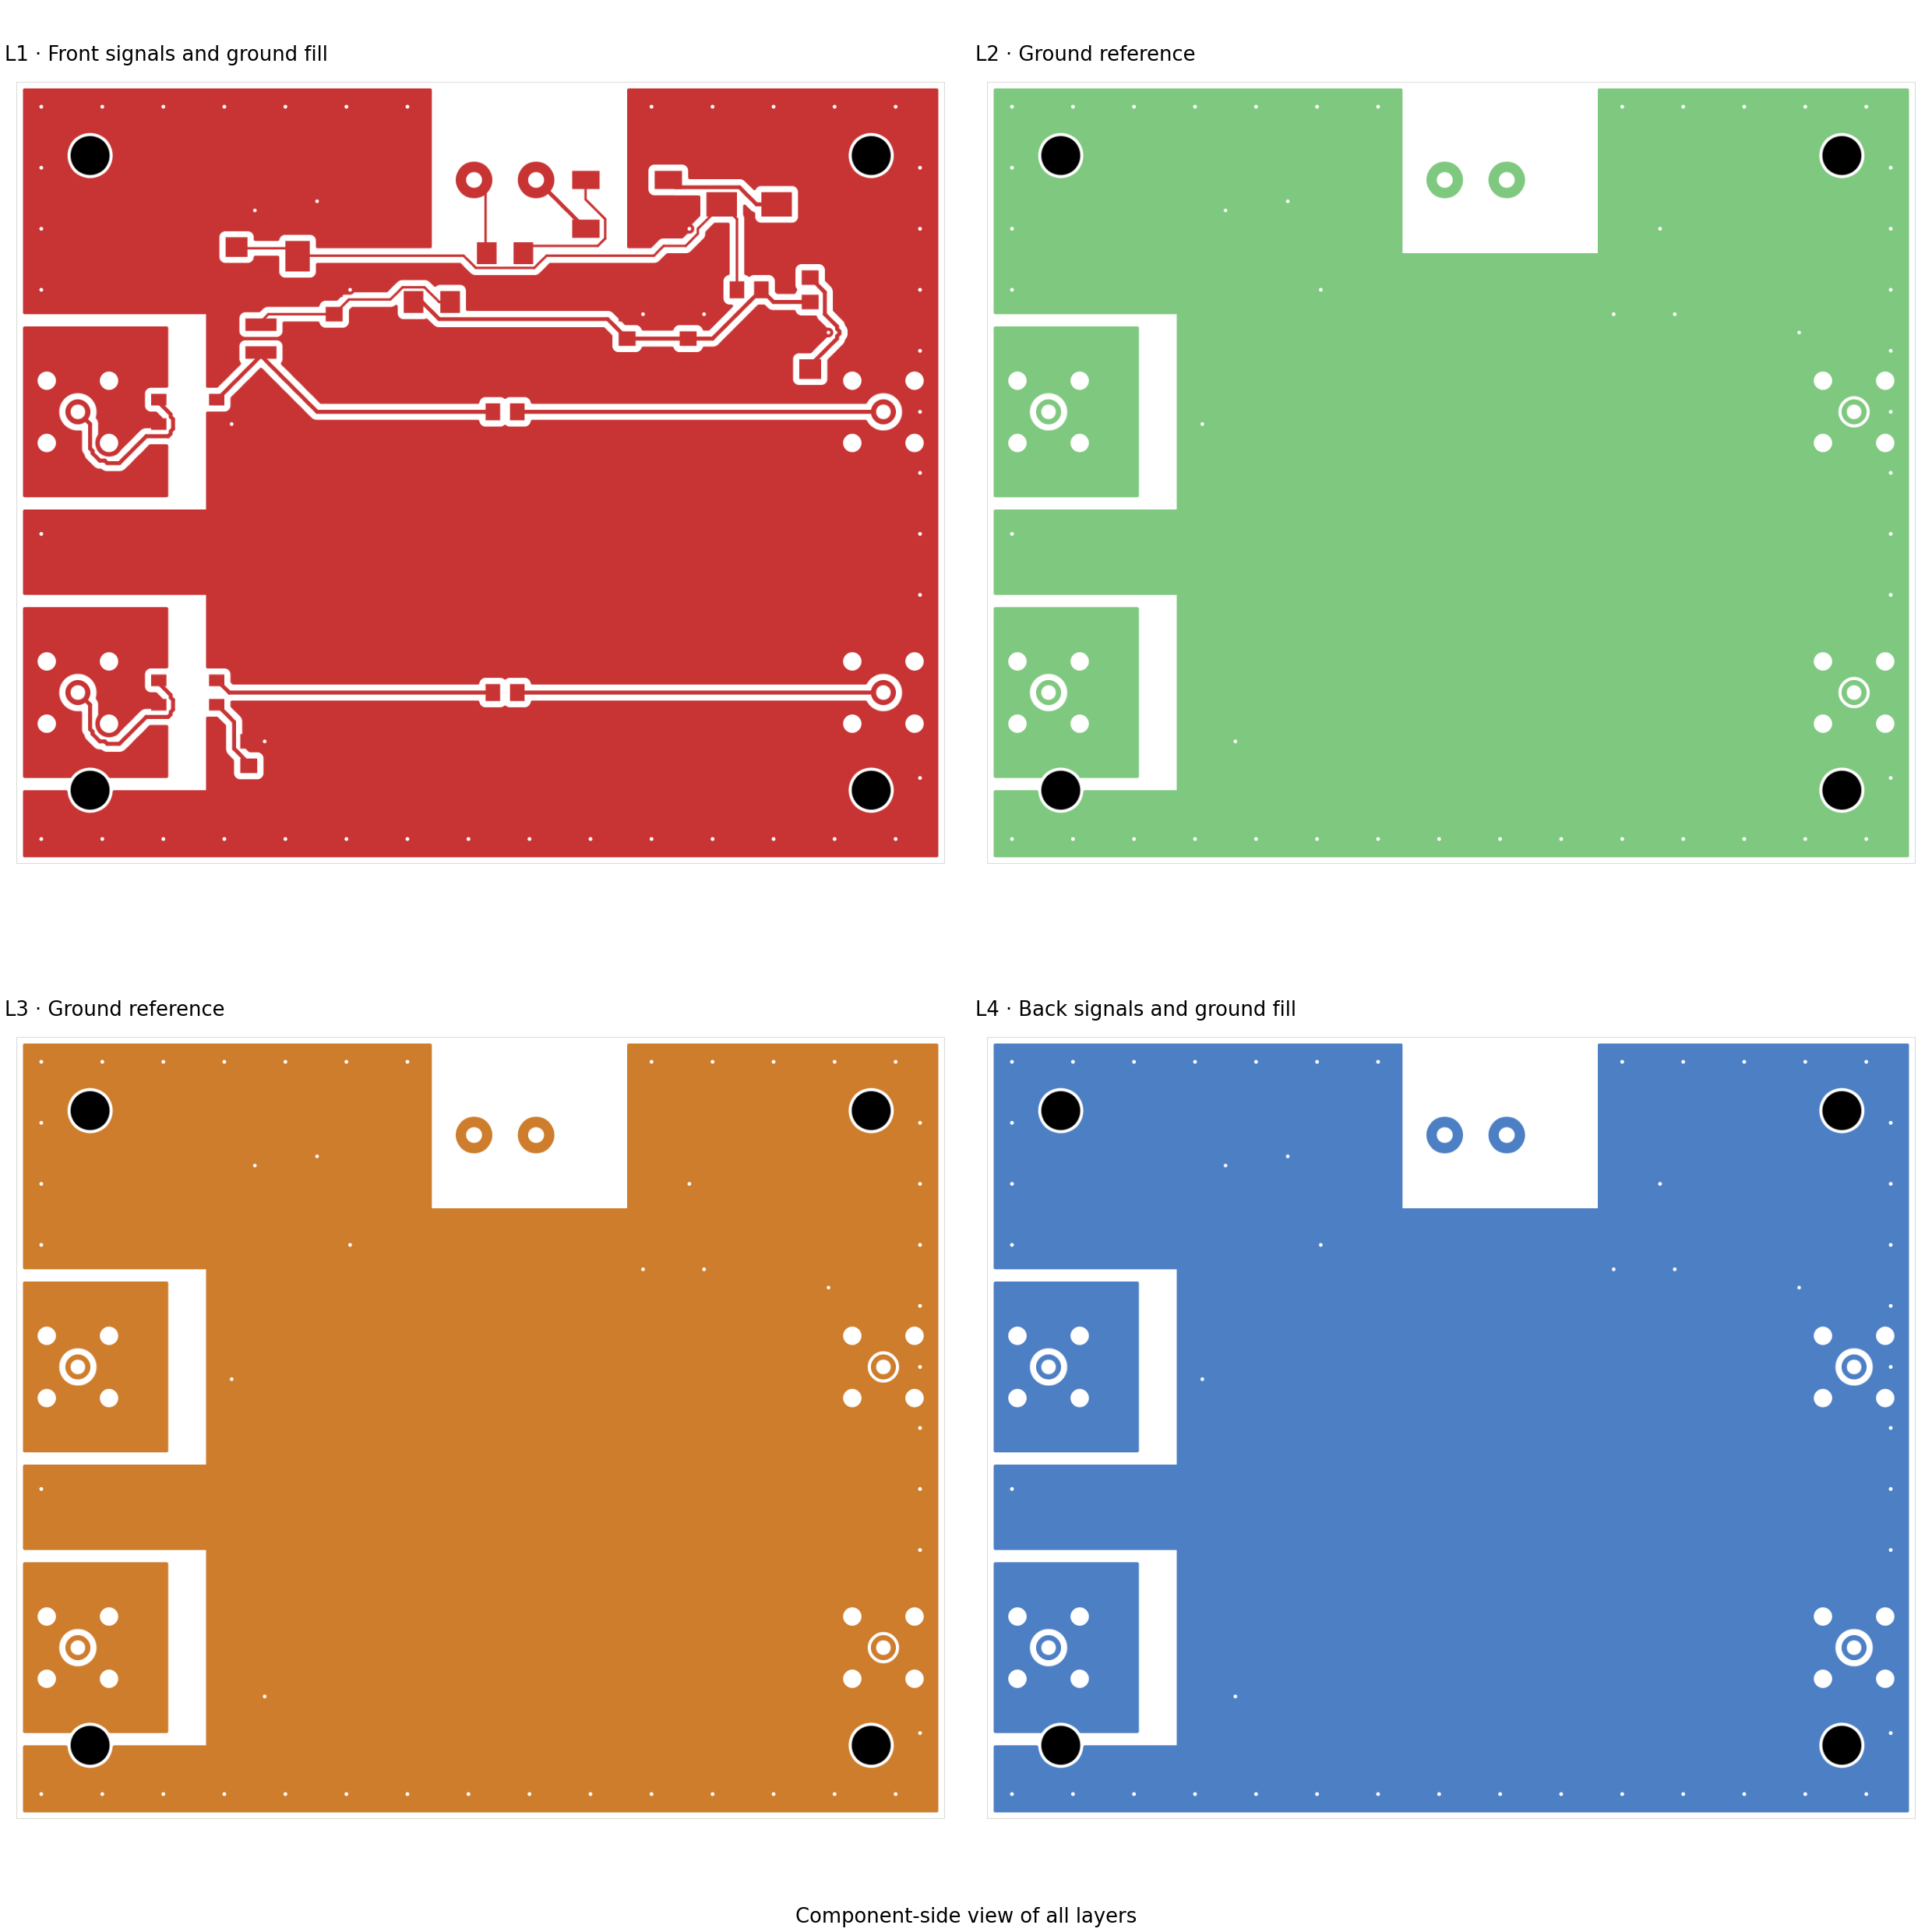 L1 · Front signals and ground fill
L2 · Ground reference
L3 · Ground reference
L4 · Back signals and ground fill
Component-side view of all layers